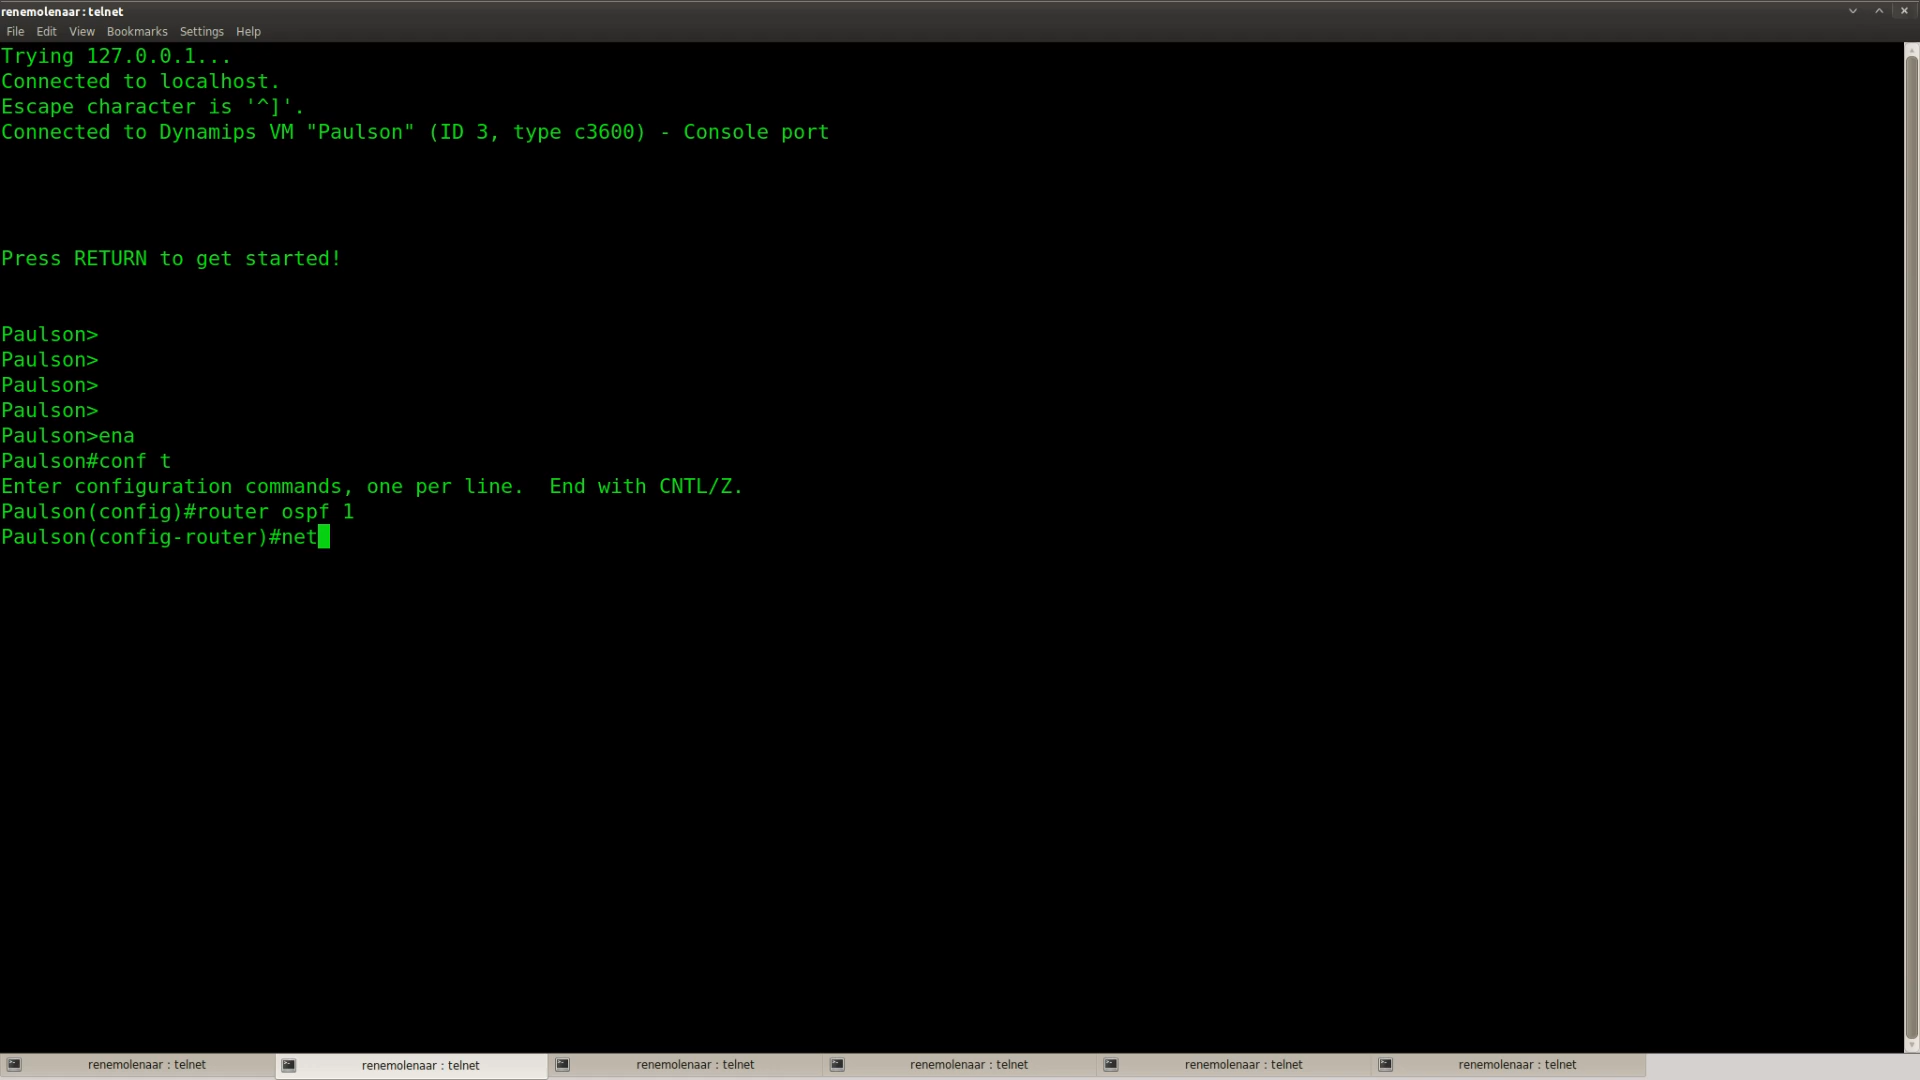 renemolenaar : telnet
File Edit View Bookmarks Settings Help
Trying 127.0.0.1...
Connected to localhost.
Escape character is '^]'.
Connected to Dynamips VM "Paulson" (ID 3, type c3600) - Console port
Press RETURN to get started!
Paulson>
Paulson>
Paulson>
Paulson>
Paulson>ena
Paulson#conf t
Enter configuration commands, one per line.  End with CNTL/Z.
Paulson(config)#router ospf 1
Paulson(config-router)#net
renemolenaar : telnet renemolenaar : telnet renemolenaar : telnet renemolenaar : telnet renemolenaar : telnet renemolenaar : telnet